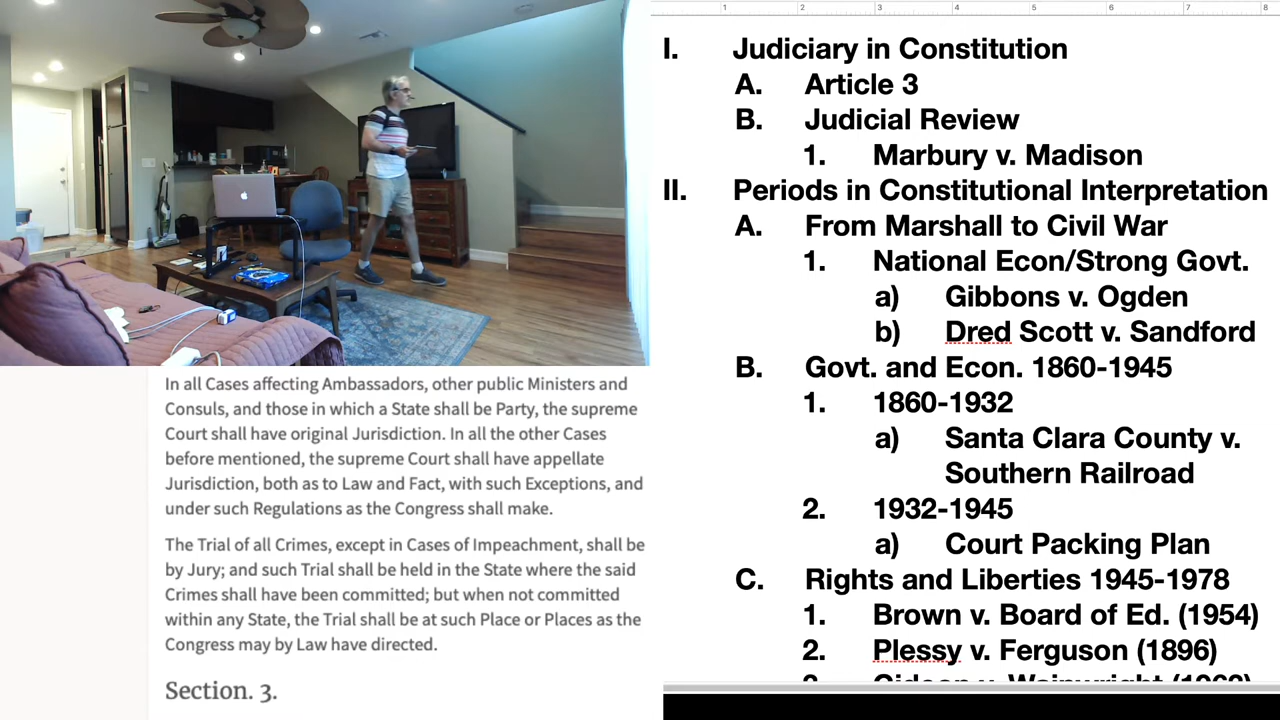 In all Cases affecting Ambassadors, other public Ministers and
Consuls, and those in which a State shall be Party, the supreme
Court shall have original Jurisdiction. In all the other Cases
before mentioned, the supreme Court shall have appellate
Jurisdiction, both as to Law and Fact, with such Exceptions, and
under such Regulations as the Congress shall make.
The Trial of all Crimes, except in Cases of Impeachment, shall be
by Jury; and such Trial shall be held in the State where the said
Crimes shall have been committed; but when not committed
within any State, the Trial shall be at such Place or Places as the
Congress may by Law have directed.
Section. 3.
1 2 3 4 5 6 7 8
I. Judiciary in Constitution
A. Article 3
B. Judicial Review
1. Marbury v. Madison
II. Periods in Constitutional Interpretation
A. From Marshall to Civil War
1. National Econ/Strong Govt.
a) Gibbons v. Ogden
b) Dred Scott v. Sandford
B. Govt. and Econ. 1860-1945
1. 1860-1932
a) Santa Clara County v.
Southern Railroad
2. 1932-1945
a) Court Packing Plan
C. Rights and Liberties 1945-1978
1. Brown v. Board of Ed. (1954)
2. Plessy v. Ferguson (1896)